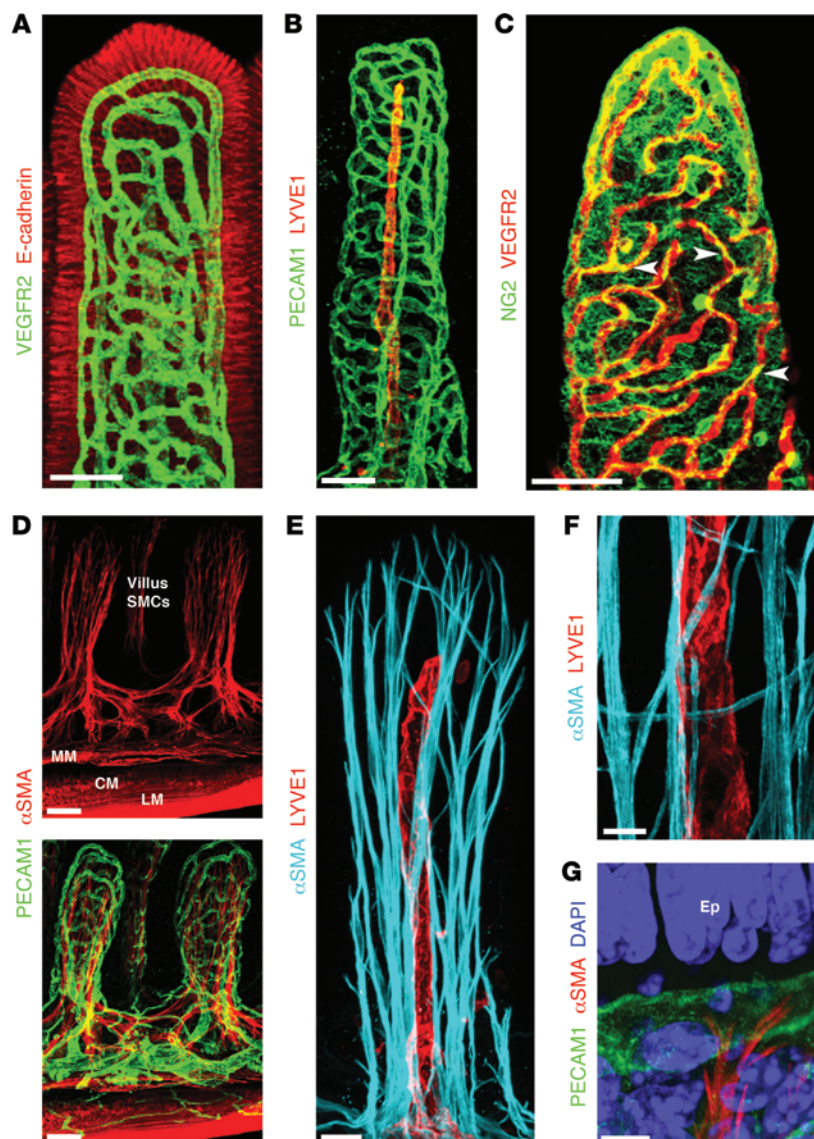 A
VEGFR2 E-cadherin
B
PECAM1 LYVE1
C
NG2 VEGFR2
D
Villus
SMCs
MM
CM
LM
PECAM1 αSMA
E
αSMA LYVE1
F
αSMA LYVE1
G
Ep
PECAM1 αSMA DAPI